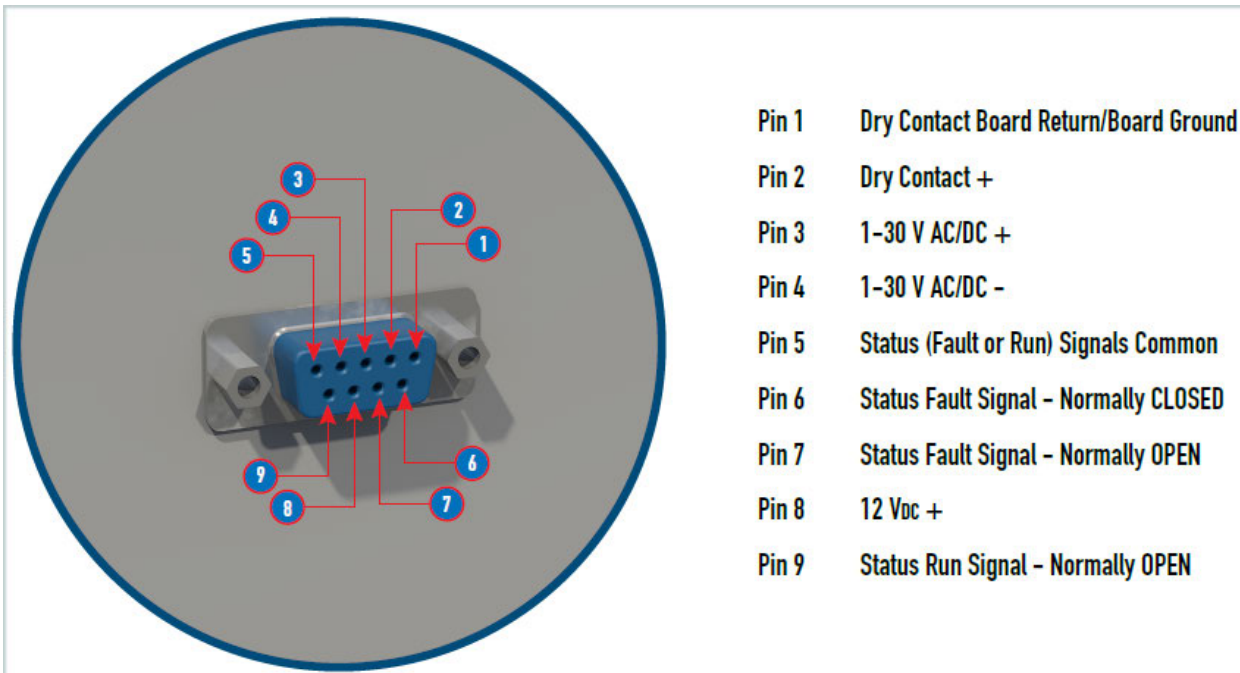 3
4
2
5
1
9
8
7
6
Pin 1 Dry Contact Board Return/Board Ground
Pin 2 Dry Contact +
Pin 3 1-30 V AC/DC +
Pin 4 1-30 V AC/DC -
Pin 5 Status (Fault or Run) Signals Common
Pin 6 Status Fault Signal - Normally CLOSED
Pin 7 Status Fault Signal - Normally OPEN
Pin 8 12 VDC +
Pin 9 Status Run Signal - Normally OPEN